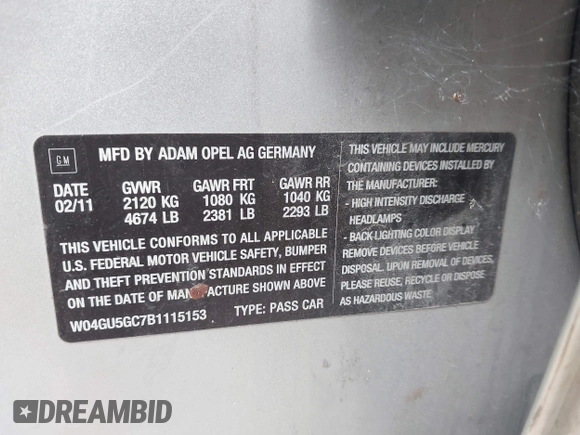 GM
MFD BY ADAM OPEL AG GERMANY
DATE GVWR GAWR FRT GAWR RR
02/11 2120 KG 1080 KG 1040 KG
4674 LB 2381 LB 2293 LB
THIS VEHICLE CONFORMS TO ALL APPLICABLE
U.S. FEDERAL MOTOR VEHICLE SAFETY, BUMPER
AND THEFT PREVENTION STANDARDS IN EFFECT
ON THE DATE OF MANUFACTURE SHOWN ABOVE
W04GU5GC7B1115153 TYPE: PASS CAR
THIS VEHICLE MAY INCLUDE MERCURY
CONTAINING DEVICES INSTALLED BY
THE MANUFACTURER:
- HIGH INTENSITY DISCHARGE
HEADLAMPS
- BACK LIGHTING COLOR DISPLAY
REMOVE DEVICES BEFORE VEHICLE
DISPOSAL. UPON REMOVAL OF DEVICES,
PLEASE REUSE, RECYCLE OR DISPOSE
AS HAZARDOUS WASTE
DREAMBID